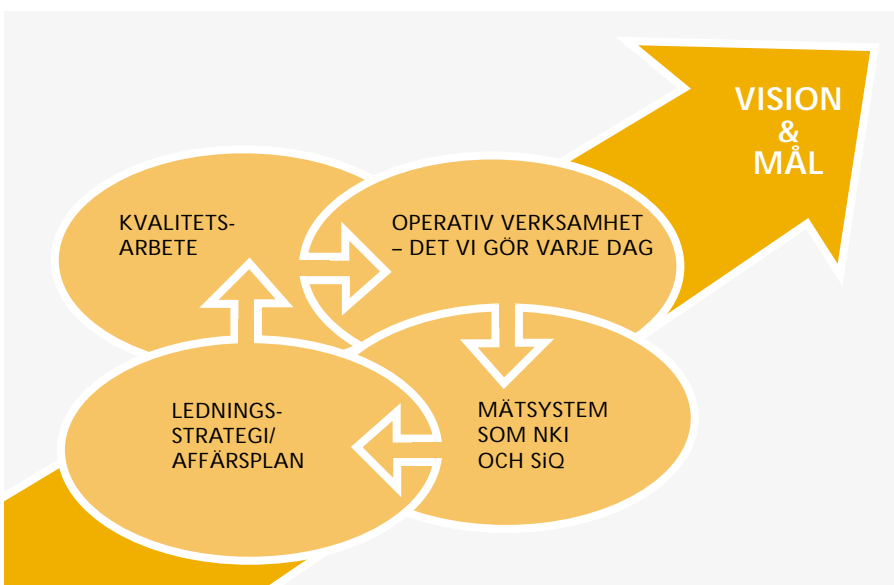 VISION
&
MÅL
KVALITETS-
ARBETE
OPERATIV VERKSAMHET
– DET VI GÖR VARJE DAG
LEDNINGS-
STRATEGI/
AFFÄRSPLAN
MÄTSYSTEM
SOM NKI
OCH SiQ